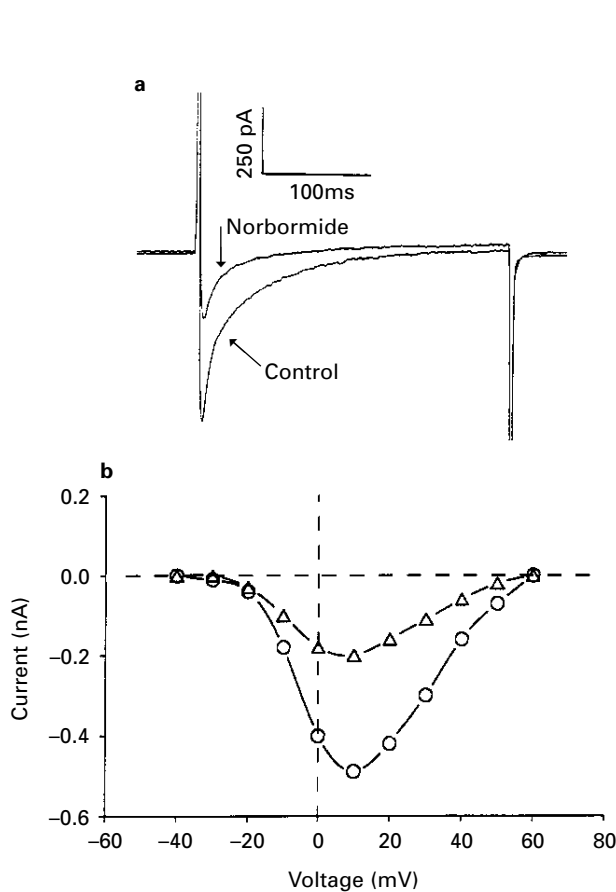 a
250 pA
100ms
Norbormide
Control
b
0.2
0.0
−0.2
−0.4
−0.6
Current (nA)
−60 −40 −20 0 20 40 60 80
Voltage (mV)